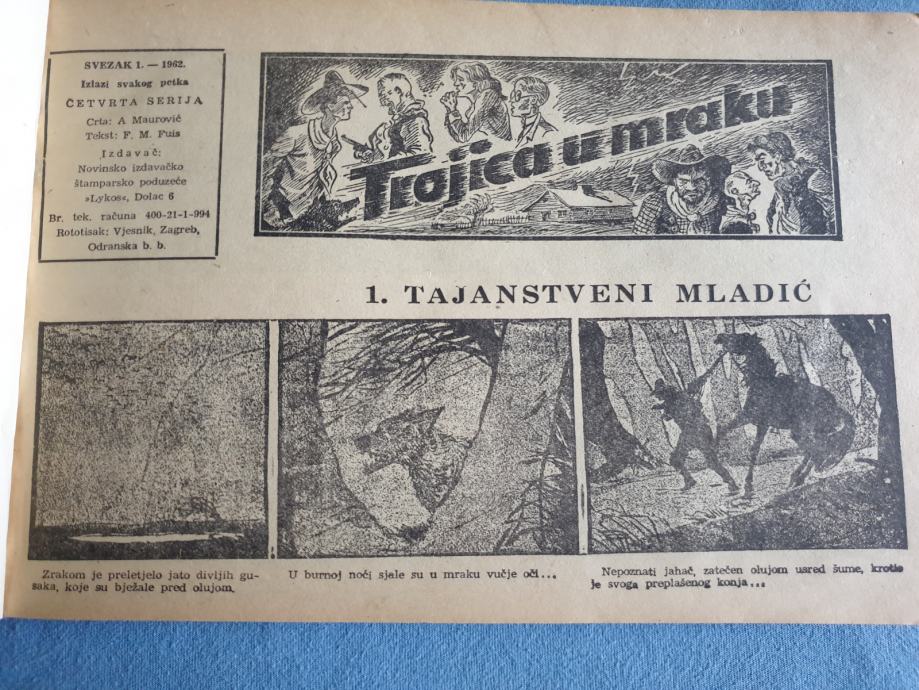 SVEZAK 1. — 1962.
Izlazi svakog petka
ČETVRTA SERIJA
Crta: A Maurović
Tekst: F. M. Fuis
Izdavač:
Novinsko izdavačko
štamparsko poduzeće
»Lykos«, Dolac 6
Br. tek. računa 400-21-1-994
Rototisak: Vjesnik, Zagreb,
Odranska b. b.
Trojica u mraku
1. TAJANSTVENI MLADIĆ
Zrakom je preletjelo jato divljih gu-
saka, koje su bježale pred olujom.
U burnoj noći sjele su u mraku vučje oči...
Nepoznati jahač, zatečen olujom usred šume, krotio
je svoga preplašenog konja...